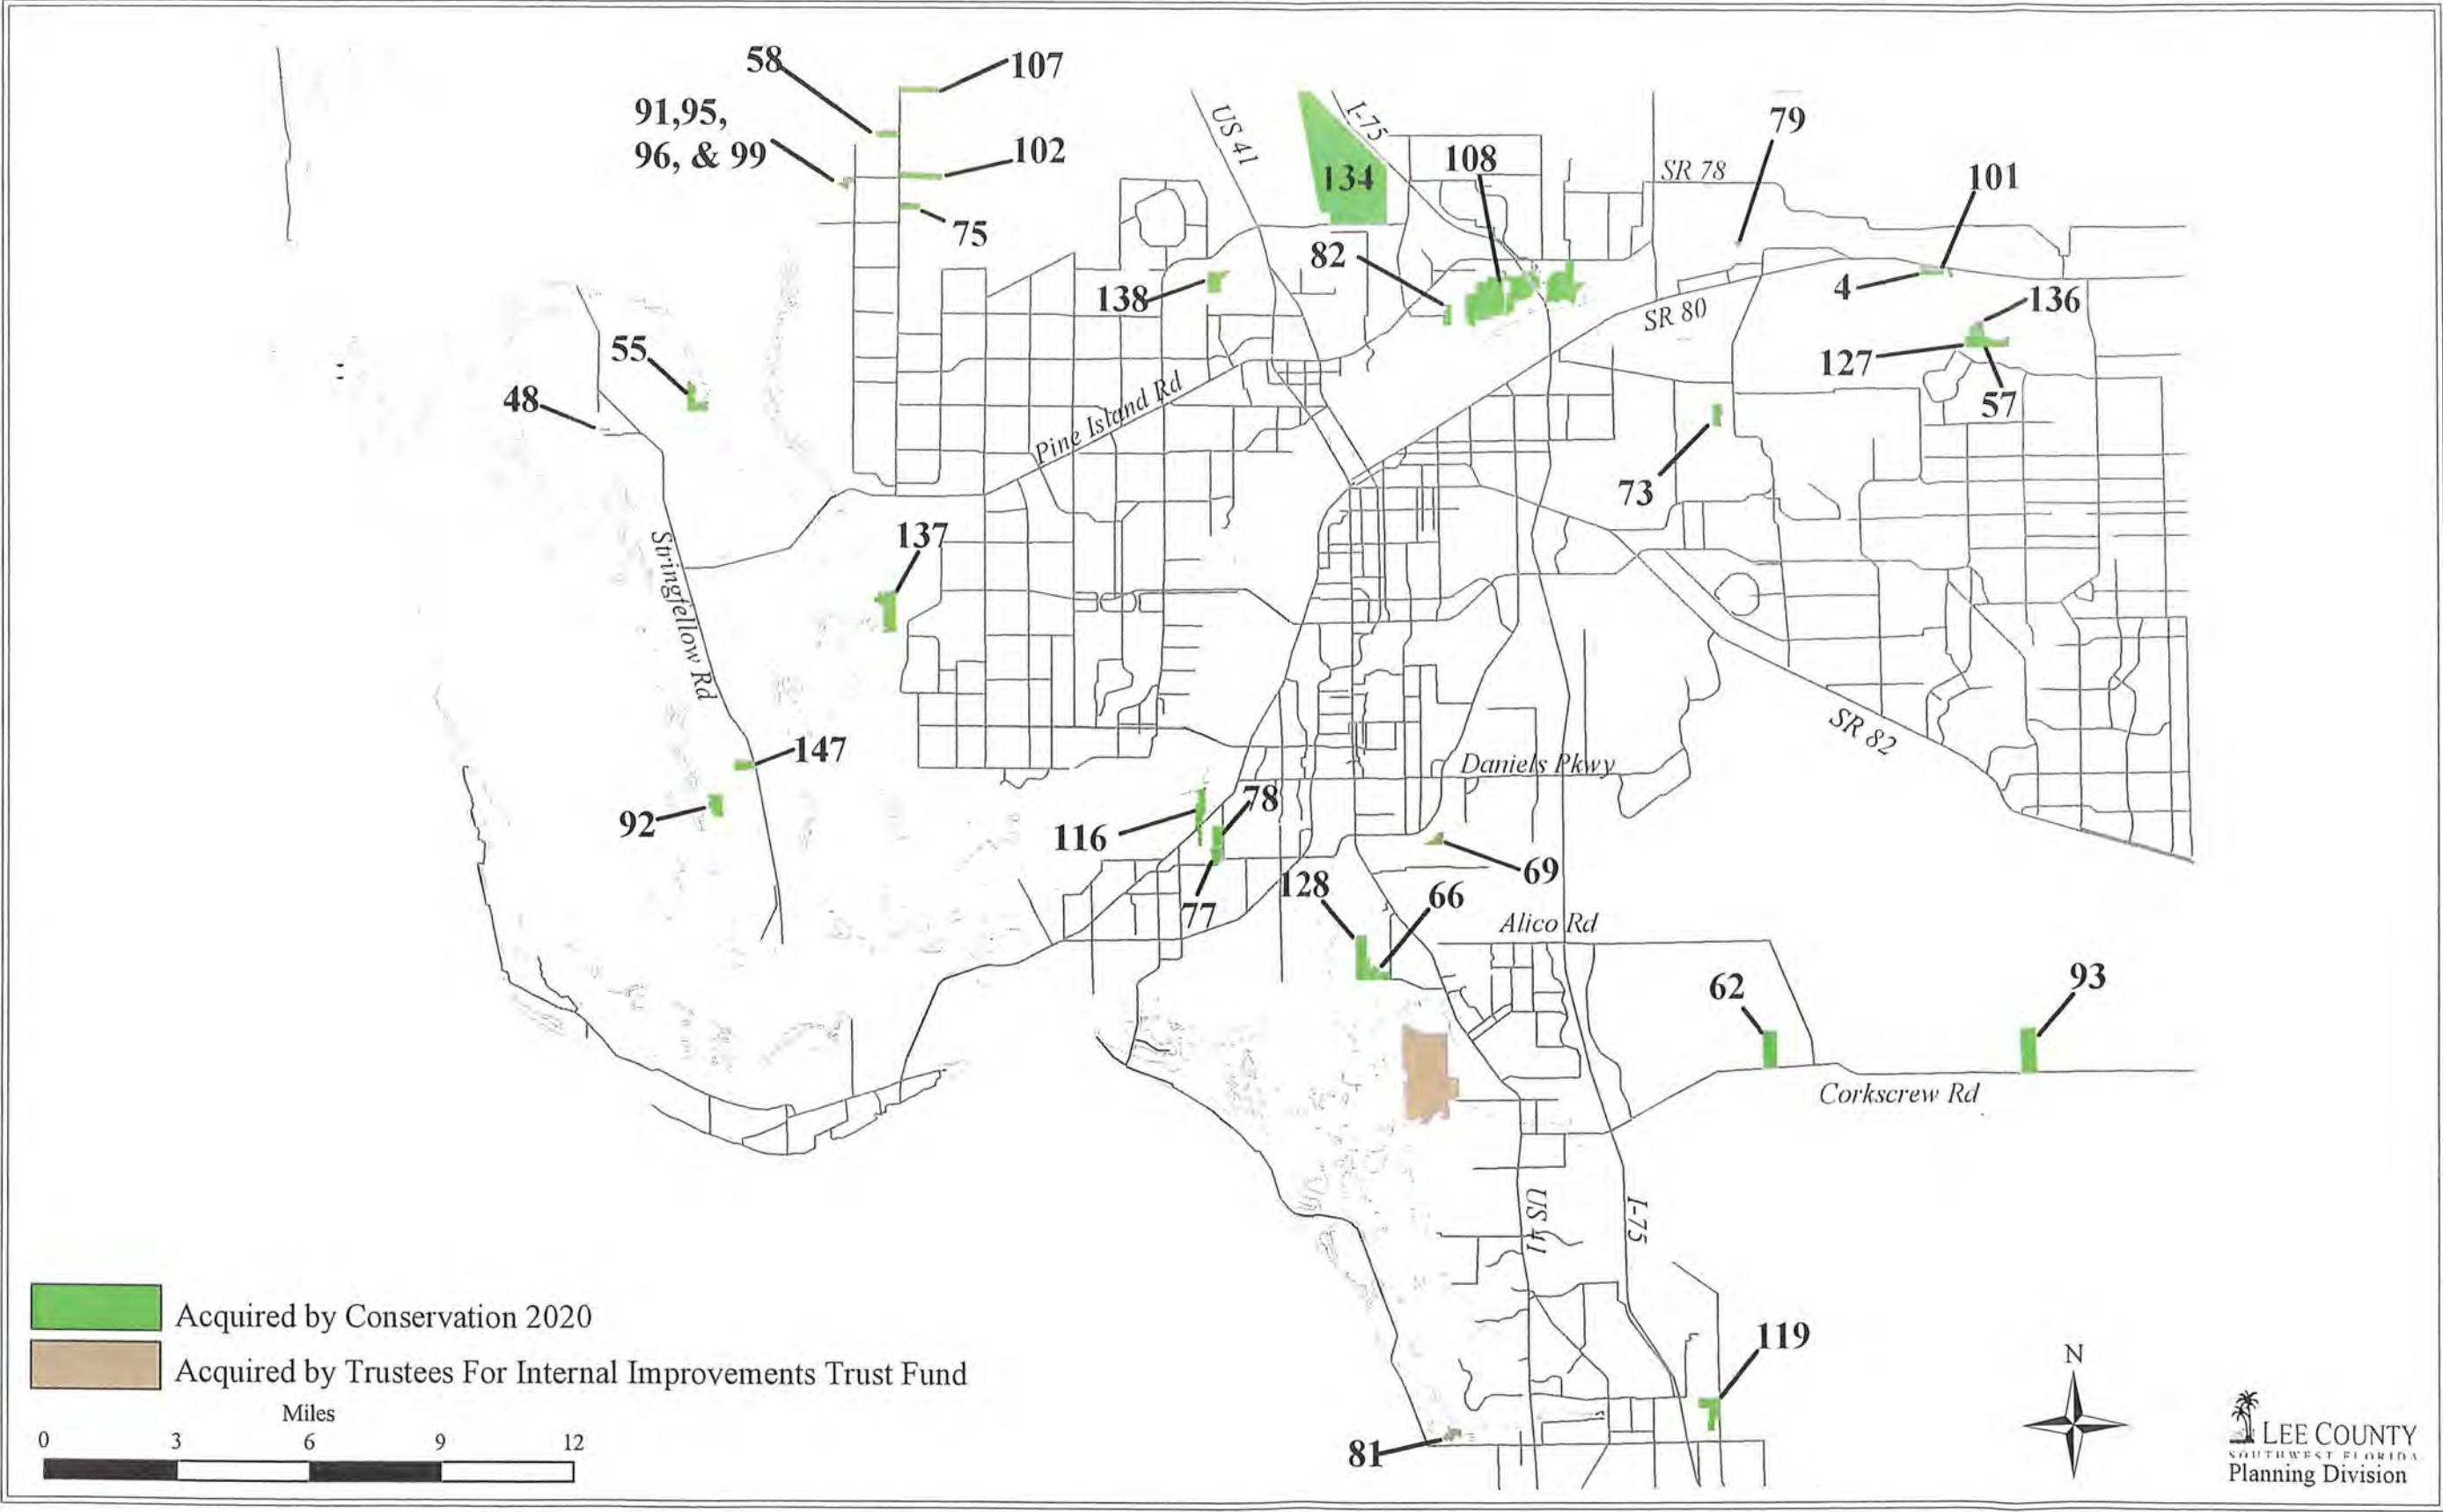 58
107
91,95,
96, & 99
102
75
US 41
I-75
134
108
79
SR 78
101
82
138
4
136
SR 80
127
57
55
48
Pine Island Rd
73
137
Stringfellow Rd
SR 82
147
92
Daniels Pkwy
78
116
69
128
66
77
Alico Rd
62
93
Corkscrew Rd
US 41
I-75
119
81
Acquired by Conservation 2020
Acquired by Trustees For Internal Improvements Trust Fund
Miles
0 3 6 9 12
N
LEE COUNTY
SOUTHWEST FLORIDA
Planning Division